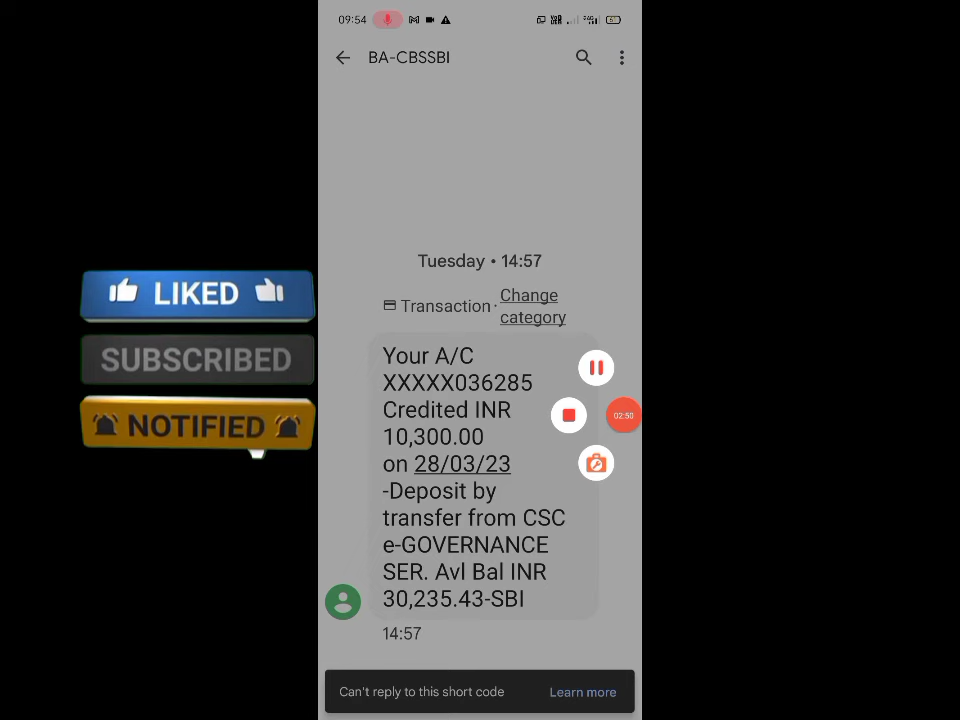 09:54
BA-CBSSBI
Tuesday • 14:57
Transaction · Change
category
Your A/C
XXXXX036285
Credited INR
10,300.00
on 28/03/23
-Deposit by
transfer from CSC
e-GOVERNANCE
SER. Avl Bal INR
30,235.43-SBI
14:57
Can't reply to this short code Learn more
02:50
LIKED
SUBSCRIBED
NOTIFIED